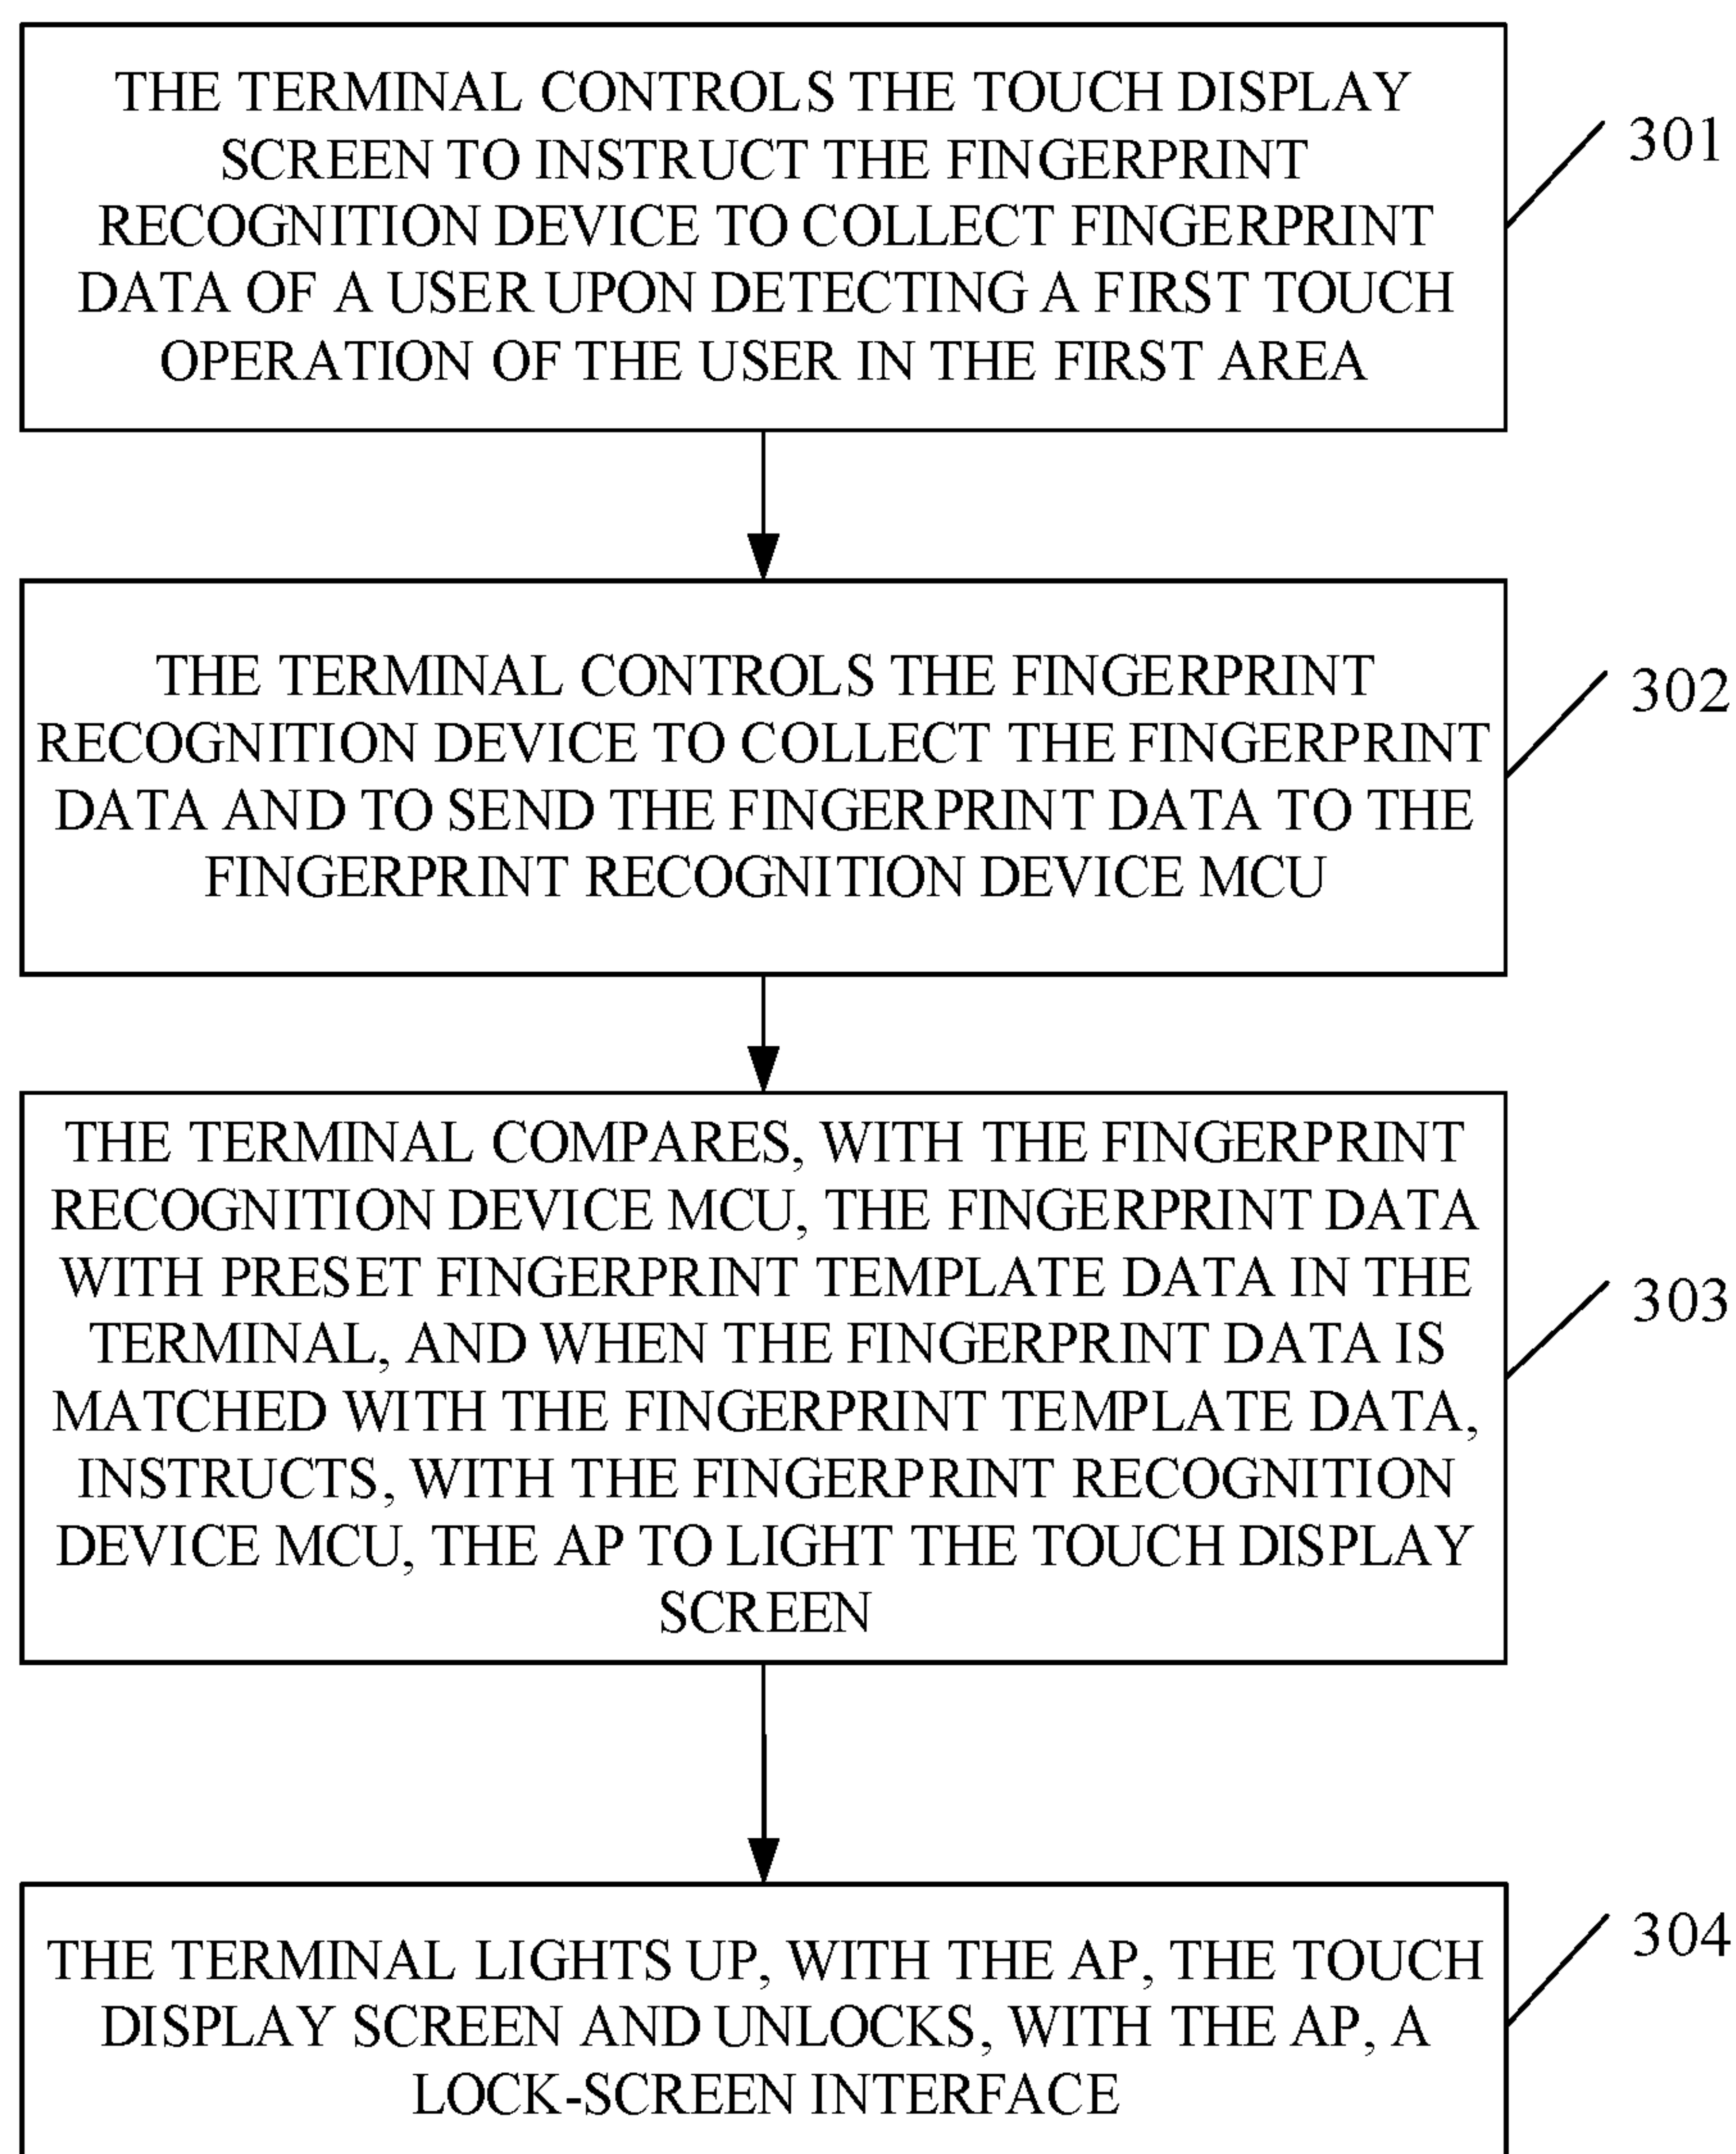 THE TERMINAL CONTROLS THE TOUCH DISPLAY
SCREEN TO INSTRUCT THE FINGERPRINT
RECOGNITION DEVICE TO COLLECT FINGERPRINT
DATA OF A USER UPON DETECTING A FIRST TOUCH
OPERATION OF THE USER IN THE FIRST AREA
301
THE TERMINAL CONTROLS THE FINGERPRINT
RECOGNITION DEVICE TO COLLECT THE FINGERPRINT
DATA AND TO SEND THE FINGERPRINT DATA TO THE
FINGERPRINT RECOGNITION DEVICE MCU
302
THE TERMINAL COMPARES, WITH THE FINGERPRINT
RECOGNITION DEVICE MCU, THE FINGERPRINT DATA
WITH PRESET FINGERPRINT TEMPLATE DATA IN THE
TERMINAL, AND WHEN THE FINGERPRINT DATA IS
MATCHED WITH THE FINGERPRINT TEMPLATE DATA,
INSTRUCTS, WITH THE FINGERPRINT RECOGNITION
DEVICE MCU, THE AP TO LIGHT THE TOUCH DISPLAY
SCREEN
303
THE TERMINAL LIGHTS UP, WITH THE AP, THE TOUCH
DISPLAY SCREEN AND UNLOCKS, WITH THE AP, A
LOCK-SCREEN INTERFACE
304